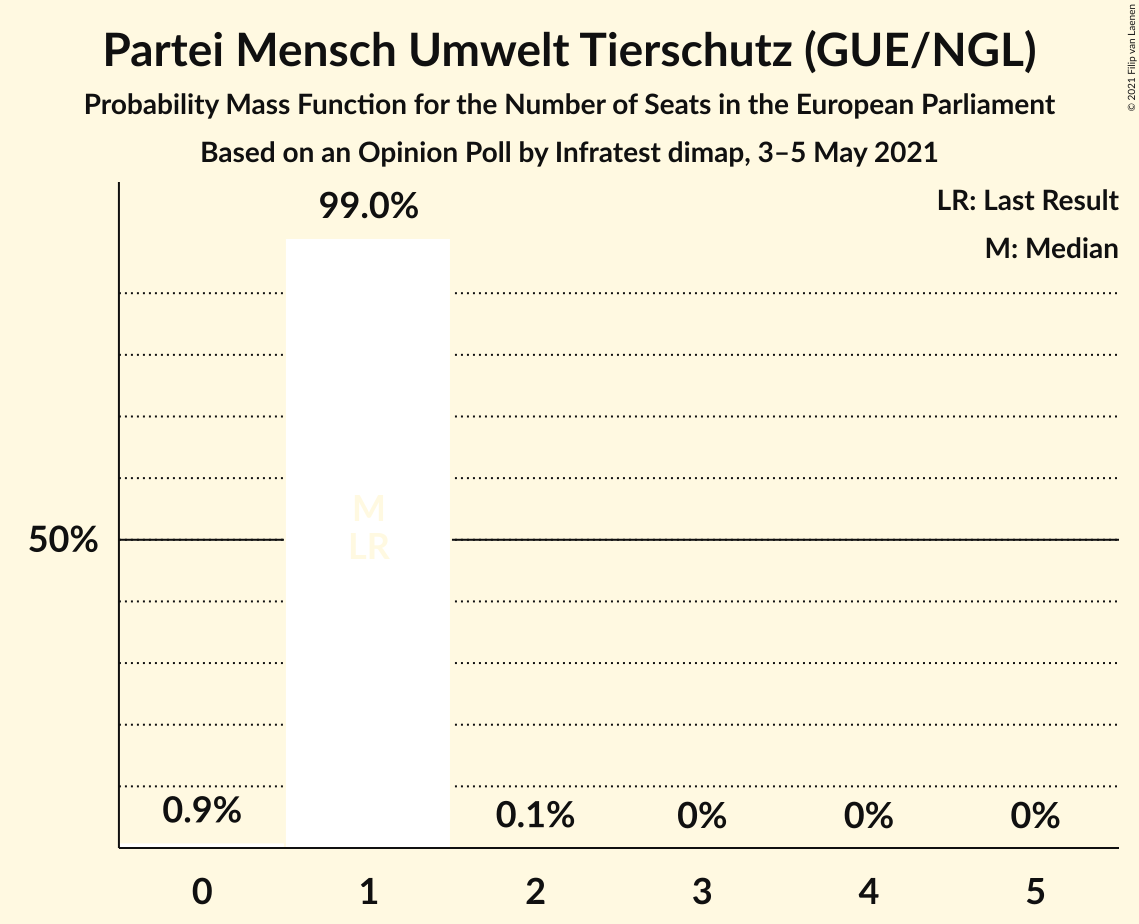 Partei Mensch Umwelt Tierschutz (GUE/NGL)
Probability Mass Function for the Number of Seats in the European Parliament
Based on an Opinion Poll by Infratest dimap, 3–5 May 2021
© 2021 Filip van Laenen
LR: Last Result
M: Median
99.0%
M
LR
50%
0.9%
0.1%
0%
0%
0%
0
1
2
3
4
5